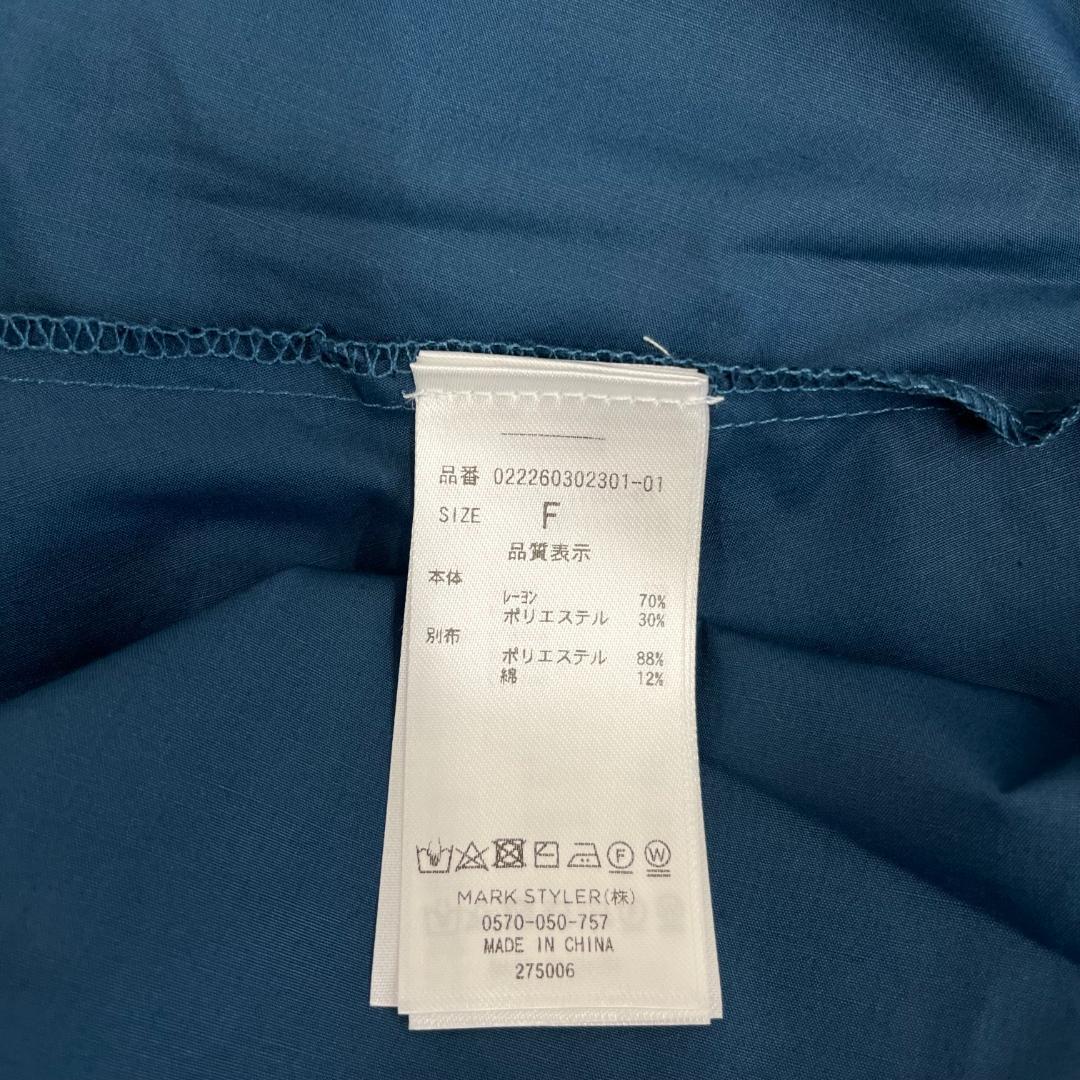 品番 022260302301-01
SIZE F
品質表示
本体
ﾚｰﾖﾝ 70%
ポリエステル 30%
別布
ポリエステル 88%
綿 12%
F W
MARK STYLER(株)
0570-050-757
MADE IN CHINA
275006